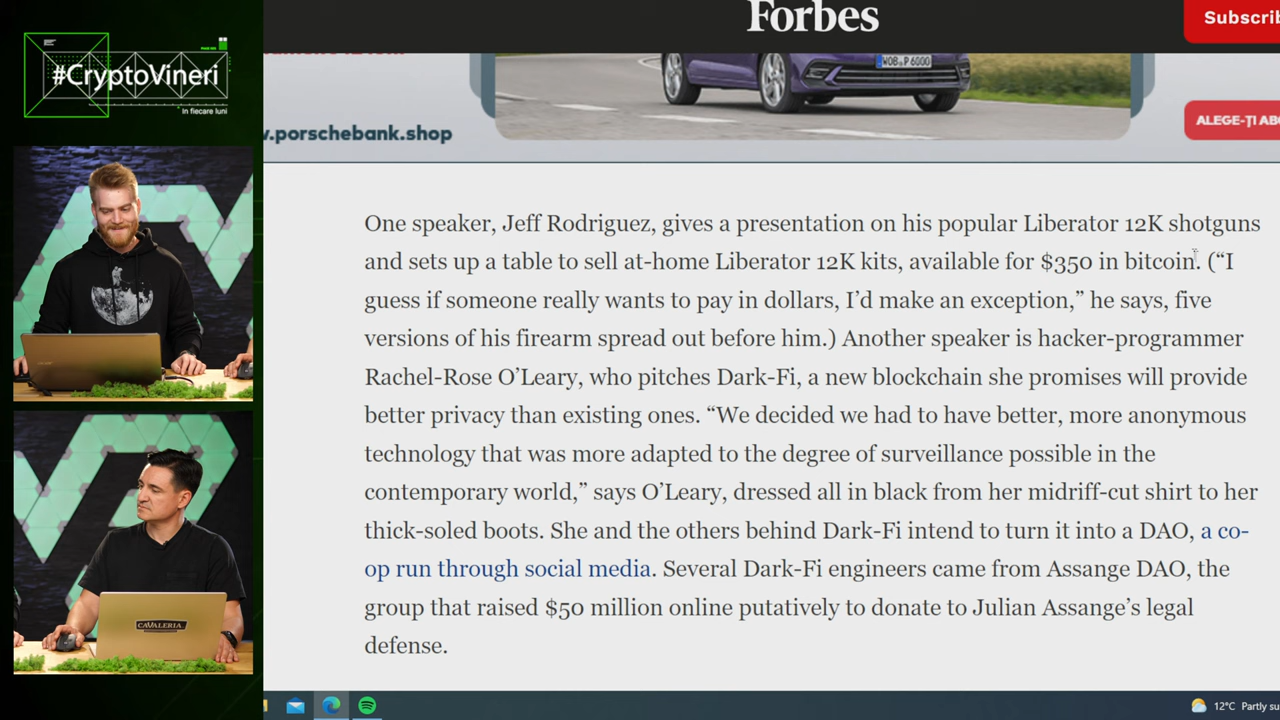 #CryptoVineri
In fiecare luni
Forbes
Subscrib
WOB P 6000
.porschebank.shop
ALEGE-ȚI ABO
One speaker, Jeff Rodriguez, gives a presentation on his popular Liberator 12K shotguns
and sets up a table to sell at-home Liberator 12K kits, available for $350 in bitcoin. (“I
guess if someone really wants to pay in dollars, I’d make an exception,” he says, five
versions of his firearm spread out before him.) Another speaker is hacker-programmer
Rachel-Rose O’Leary, who pitches Dark-Fi, a new blockchain she promises will provide
better privacy than existing ones. “We decided we had to have better, more anonymous
technology that was more adapted to the degree of surveillance possible in the
contemporary world,” says O’Leary, dressed all in black from her midriff-cut shirt to her
thick-soled boots. She and the others behind Dark-Fi intend to turn it into a DAO, a co-
op run through social media. Several Dark-Fi engineers came from Assange DAO, the
group that raised $50 million online putatively to donate to Julian Assange’s legal
defense.
CAVALERIA.
12°C Partly su